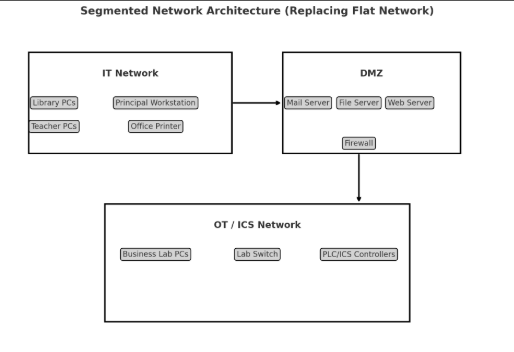 Segmented Network Architecture (Replacing Flat Network)
IT Network
Library PCs
Principal Workstation
Teacher PCs
Office Printer
DMZ
Mail Server
File Server
Web Server
Firewall
OT / ICS Network
Business Lab PCs
Lab Switch
PLC/ICS Controllers